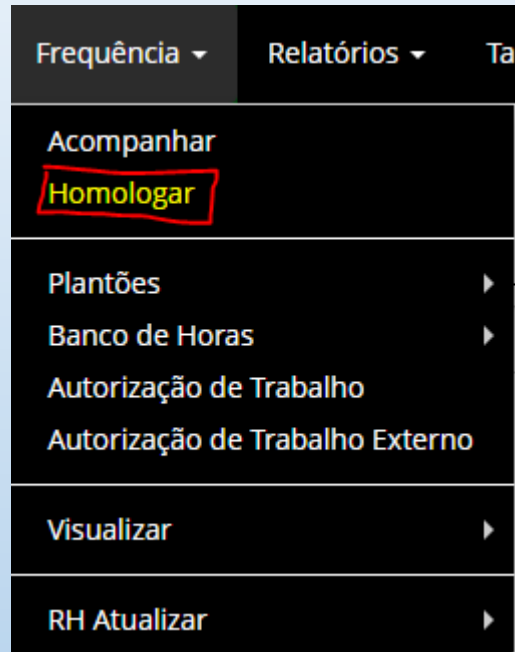 Frequência Relatórios Ta
Acompanhar
Homologar
Plantões
Banco de Horas
Autorização de Trabalho
Autorização de Trabalho Externo
Visualizar
RH Atualizar